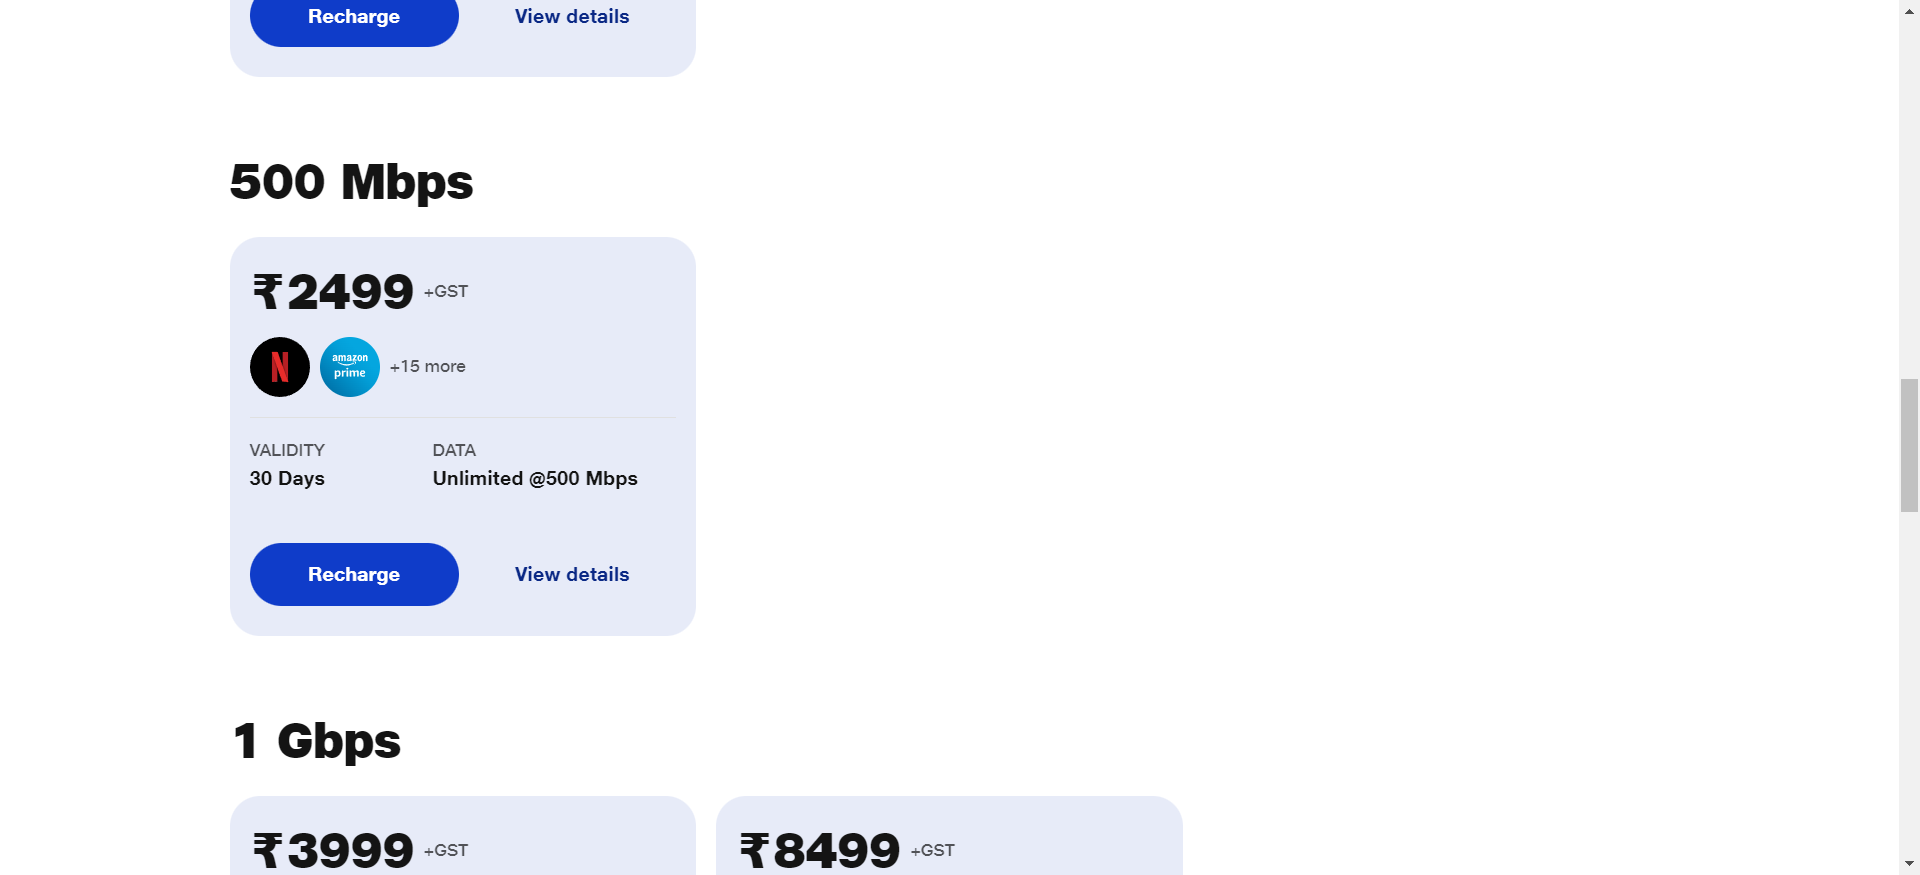 Recharge View details
500 Mbps
₹2499 +GST
N amazon prime +15 more
VALIDITY DATA
30 Days Unlimited @500 Mbps
Recharge View details
1 Gbps
₹3999 +GST ₹8499 +GST